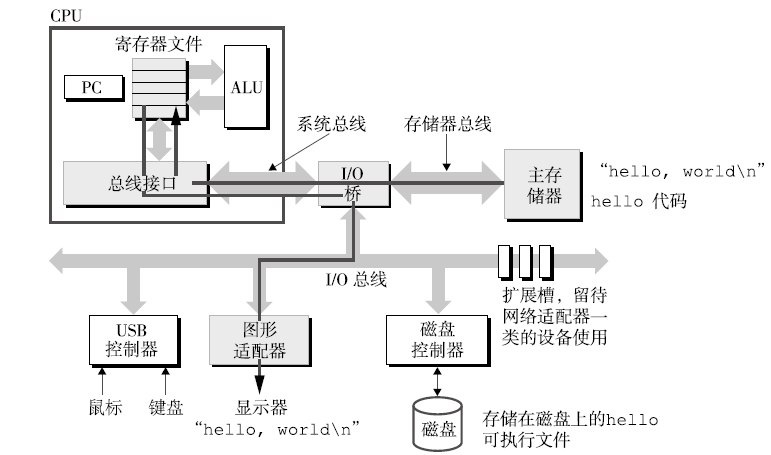 CPU
寄存器文件
PC
ALU
系统总线
存储器总线
总线接口
I/O
桥
主存
储器
“hello, world\n”
hello 代码
I/O 总线
扩展槽，留待
网络适配器一
类的设备使用
USB
控制器
图形
适配器
磁盘
控制器
鼠标
键盘
显示器
“hello, world\n”
磁盘
存储在磁盘上的hello
可执行文件